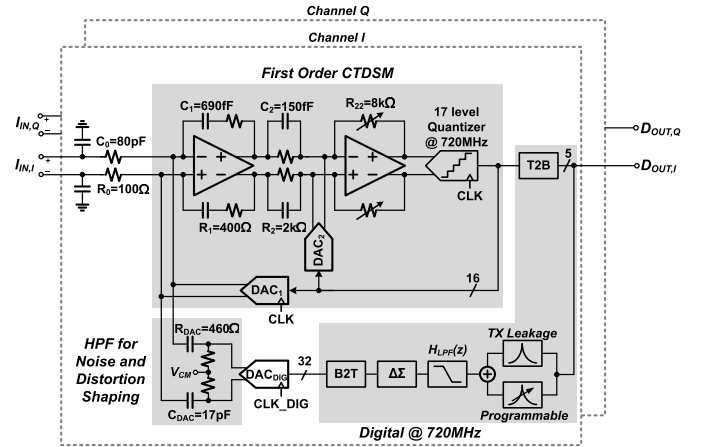 Channel Q
Channel I
First Order CTDSM
C1=690fF
C2=150fF
R22=8kΩ
17 level
Quantizer
@ 720MHz
IIN,Q
+
−
C0=80pF
IIN,I
+
−
R0=100Ω
− +
+ −
− +
+ −
CLK
T2B
5
DOUT,Q
DOUT,I
R1=400Ω
R2=2kΩ
DAC2
16
DAC1
CLK
HPF for
Noise and
Distortion
Shaping
RDAC=460Ω
VCM
CDAC=17pF
DACDIG
CLK_DIG
32
B2T
ΔΣ
HLPF(z)
+
TX Leakage
Programmable
Digital @ 720MHz